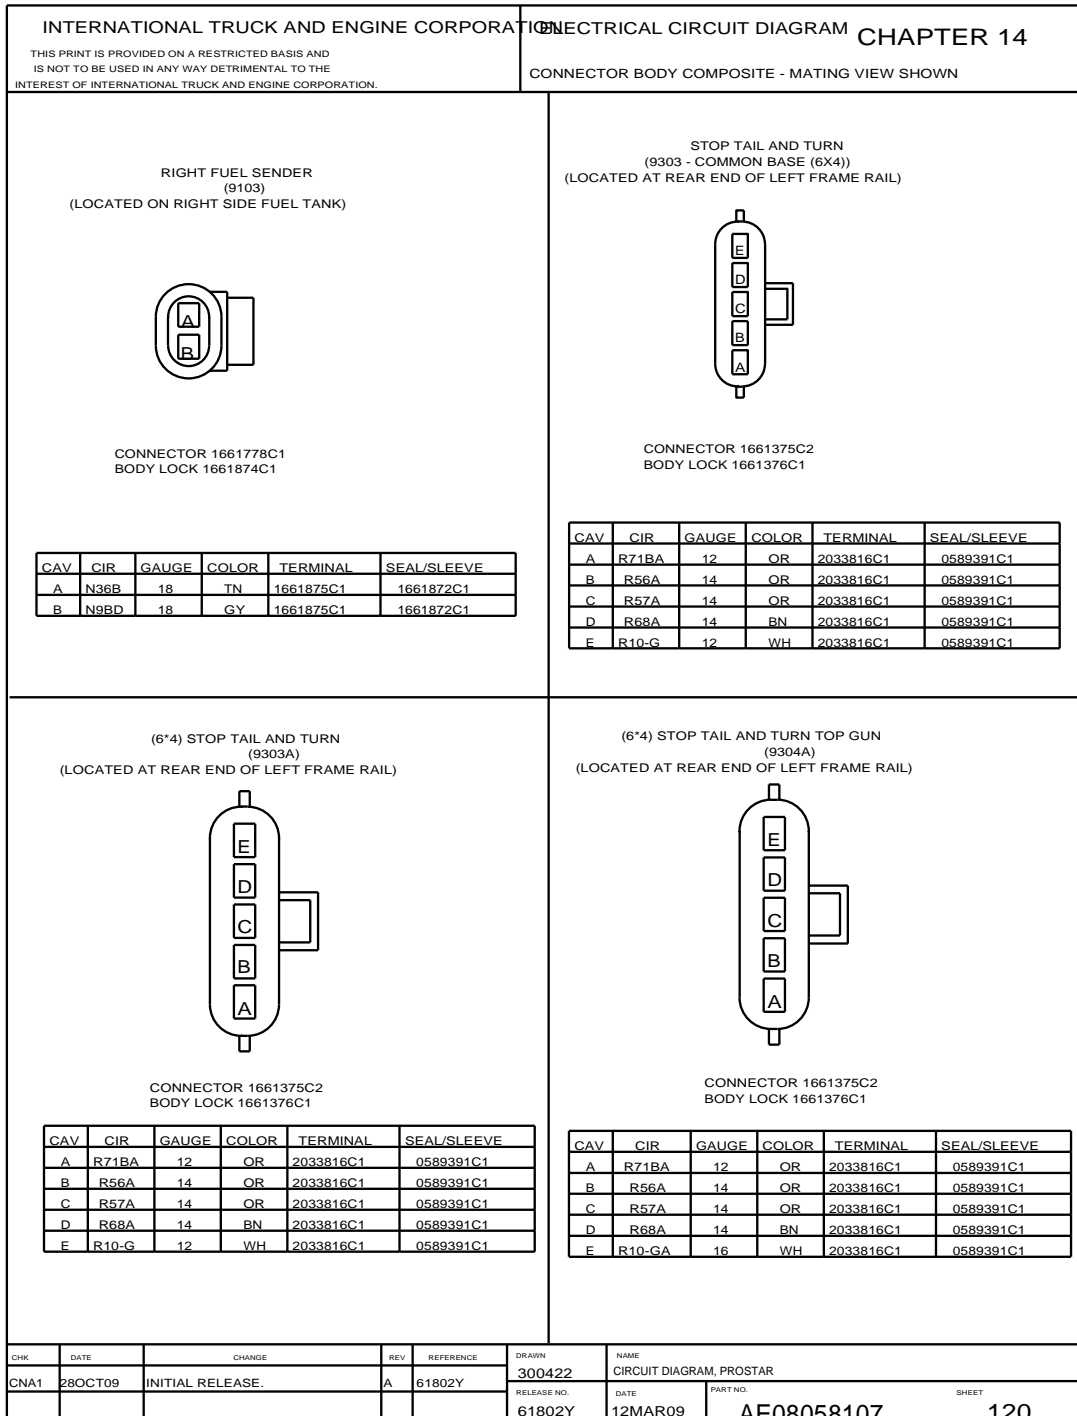 INTERNATIONAL TRUCK AND ENGINE CORPORATION
THIS PRINT IS PROVIDED ON A RESTRICTED BASIS AND
IS NOT TO BE USED IN ANY WAY DETRIMENTAL TO THE
INTEREST OF INTERNATIONAL TRUCK AND ENGINE CORPORATION.
ELECTRICAL CIRCUIT DIAGRAM CHAPTER 14
CONNECTOR BODY COMPOSITE - MATING VIEW SHOWN
RIGHT FUEL SENDER
(9103)
(LOCATED ON RIGHT SIDE FUEL TANK)
A
B
CONNECTOR 1661778C1
BODY LOCK 1661874C1
CAV CIR GAUGE COLOR TERMINAL SEAL/SLEEVE
A N36B 18 TN 1661875C1 1661872C1
B N9BD 18 GY 1661875C1 1661872C1
STOP TAIL AND TURN
(9303 - COMMON BASE (6X4))
(LOCATED AT REAR END OF LEFT FRAME RAIL)
E
D
C
B
A
CONNECTOR 1661375C2
BODY LOCK 1661376C1
CAV CIR GAUGE COLOR TERMINAL SEAL/SLEEVE
A R71BA 12 OR 2033816C1 0589391C1
B R56A 14 OR 2033816C1 0589391C1
C R57A 14 OR 2033816C1 0589391C1
D R68A 14 BN 2033816C1 0589391C1
E R10-G 12 WH 2033816C1 0589391C1
(6*4) STOP TAIL AND TURN
(9303A)
(LOCATED AT REAR END OF LEFT FRAME RAIL)
E
D
C
B
A
CONNECTOR 1661375C2
BODY LOCK 1661376C1
CAV CIR GAUGE COLOR TERMINAL SEAL/SLEEVE
A R71BA 12 OR 2033816C1 0589391C1
B R56A 14 OR 2033816C1 0589391C1
C R57A 14 OR 2033816C1 0589391C1
D R68A 14 BN 2033816C1 0589391C1
E R10-G 12 WH 2033816C1 0589391C1
(6*4) STOP TAIL AND TURN TOP GUN
(9304A)
(LOCATED AT REAR END OF LEFT FRAME RAIL)
E
D
C
B
A
CONNECTOR 1661375C2
BODY LOCK 1661376C1
CAV CIR GAUGE COLOR TERMINAL SEAL/SLEEVE
A R71BA 12 OR 2033816C1 0589391C1
B R56A 14 OR 2033816C1 0589391C1
C R57A 14 OR 2033816C1 0589391C1
D R68A 14 BN 2033816C1 0589391C1
E R10-GA 16 WH 2033816C1 0589391C1
CHK DATE CHANGE REV REFERENCE
CNA1 28OCT09 INITIAL RELEASE. A 61802Y
DRAWN
300422
NAME
CIRCUIT DIAGRAM, PROSTAR
RELEASE NO.
61802Y
DATE
12MAR09
PART NO.
AE08058107
SHEET
120